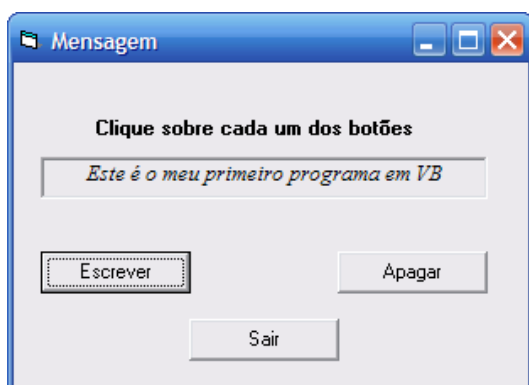 Mensagem
Clique sobre cada um dos botões
Este é o meu primeiro programa em VB
Escrever Apagar
Sair